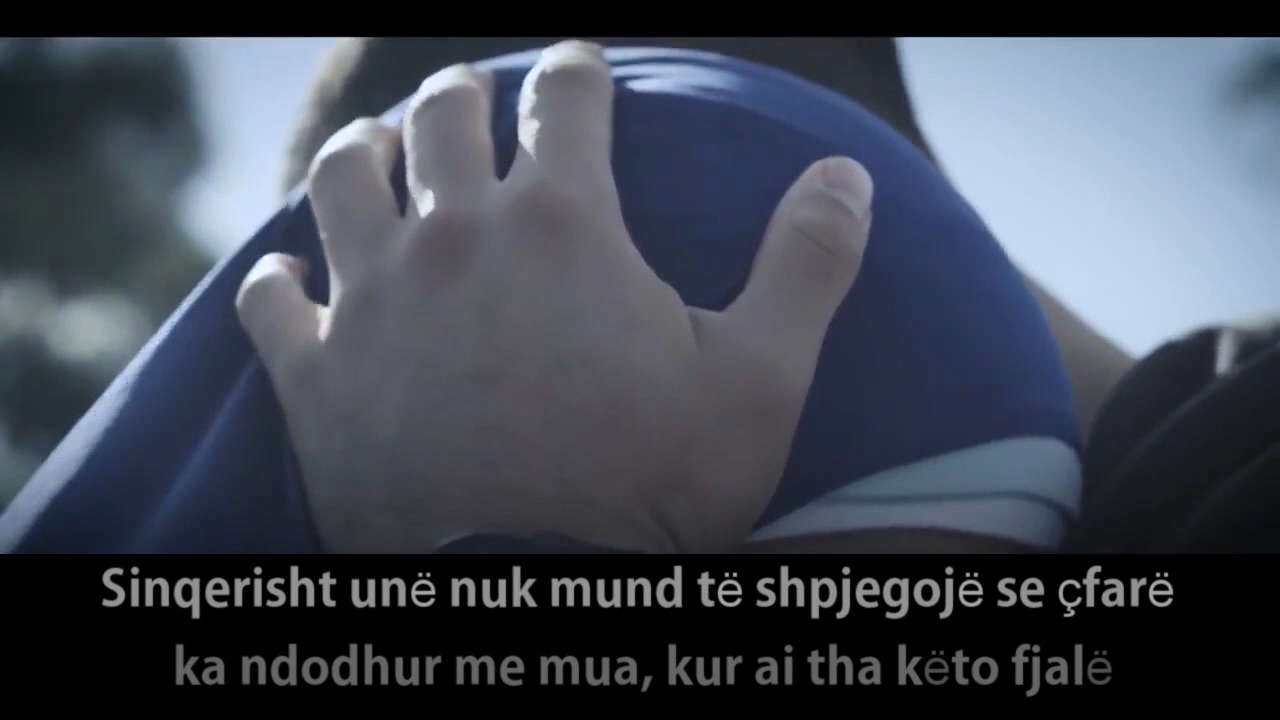 Sinqerisht unë nuk mund të shpjegojë se çfarë
ka ndodhur me mua, kur ai tha këto fjalë